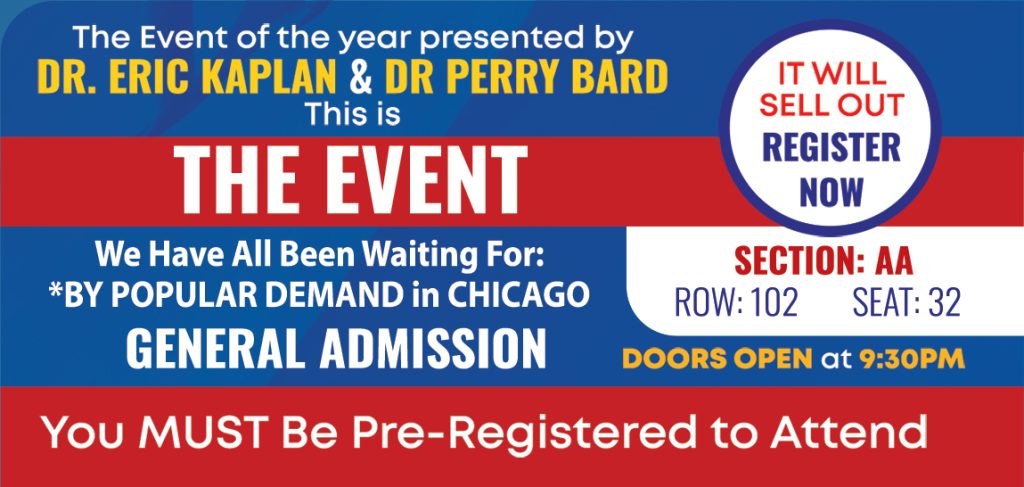 The Event of the year presented by
DR. ERIC KAPLAN & DR PERRY BARD
This is
THE EVENT
We Have All Been Waiting For:
*BY POPULAR DEMAND in CHICAGO
GENERAL ADMISSION
IT WILL
SELL OUT
REGISTER
NOW
SECTION: AA
ROW: 102 SEAT: 32
DOORS OPEN at 9:30PM
You MUST Be Pre-Registered to Attend